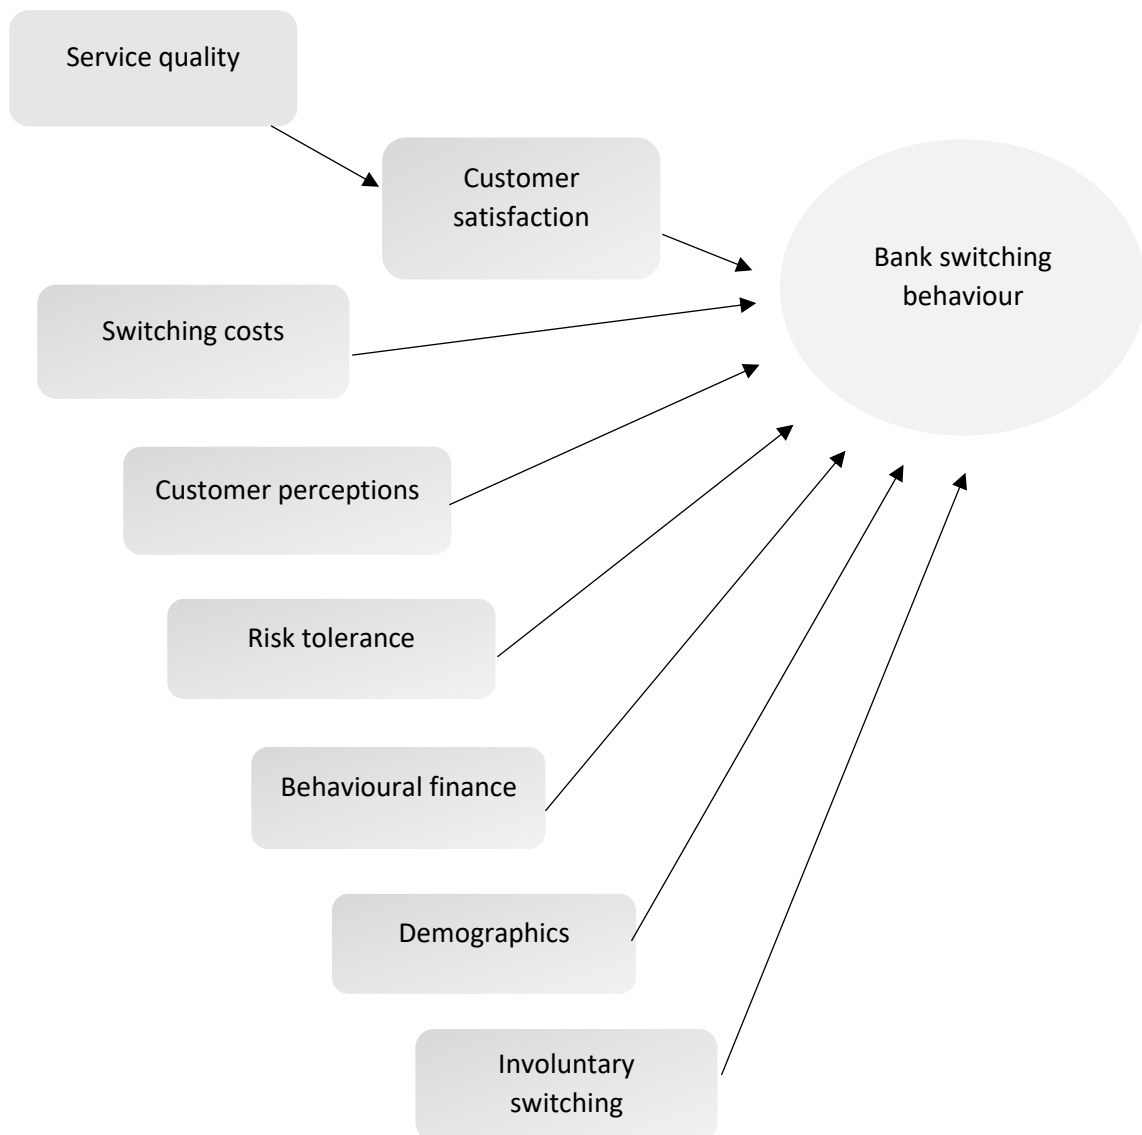 Service quality
Customer
satisfaction
Bank switching
behaviour
Switching costs
Customer perceptions
Risk tolerance
Behavioural finance
Demographics
Involuntary
switching